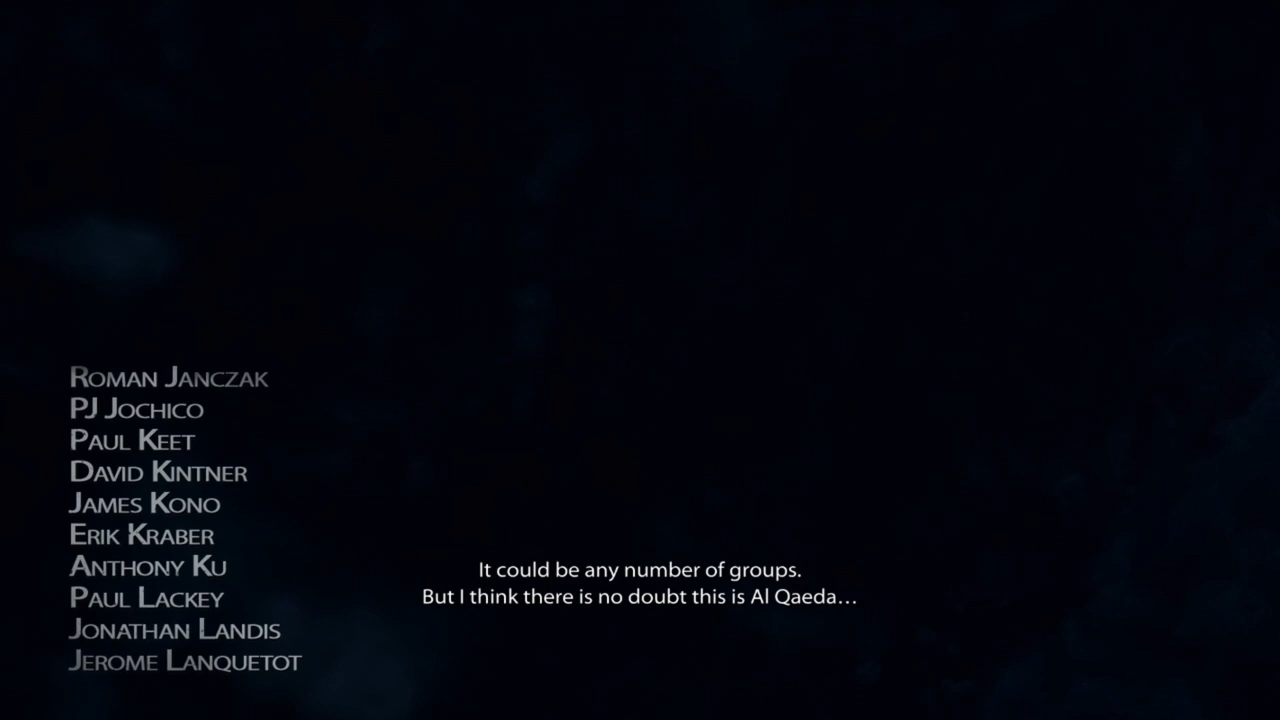 Roman Janczak
PJ Jochico
Paul Keet
David Kintner
James Kono
Erik Kraber
Anthony Ku
Paul Lackey
Jonathan Landis
Jerome Lanquetot
It could be any number of groups.
But I think there is no doubt this is Al Qaeda…